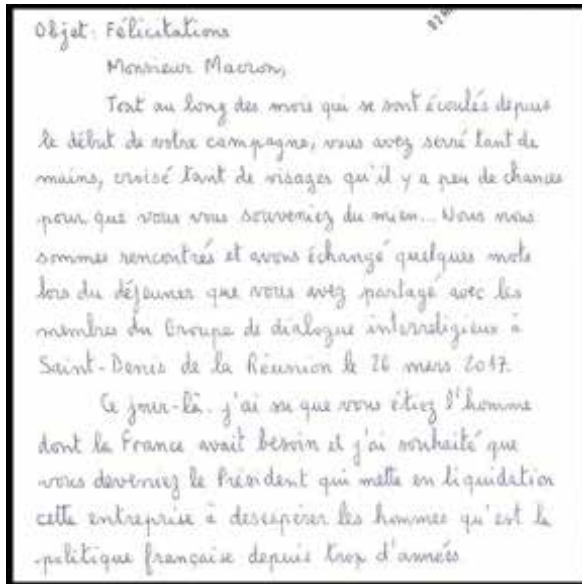 Objet: Félicitations
Monsieur Macron,
Tout au long des mois qui se sont écoulés depuis
le début de votre campagne, vous avez serré tant de
mains, croisé tant de visages qu'il y a peu de chances
pour que vous vous souveniez du mien... Nous nous
sommes rencontrés et avons échangé quelques mots
lors du déjeuner que vous avez partagé avec les
membres du Groupe de dialogue interreligieux à
Saint-Denis de la Réunion le 26 mars 2017.
Ce jour-là, j'ai su que vous étiez l'homme
dont la France avait besoin et j'ai souhaité que
vous deveniez le Président qui mette en liquidation
cette entreprise à désespérer les hommes qu'est la
politique française depuis trop d'années